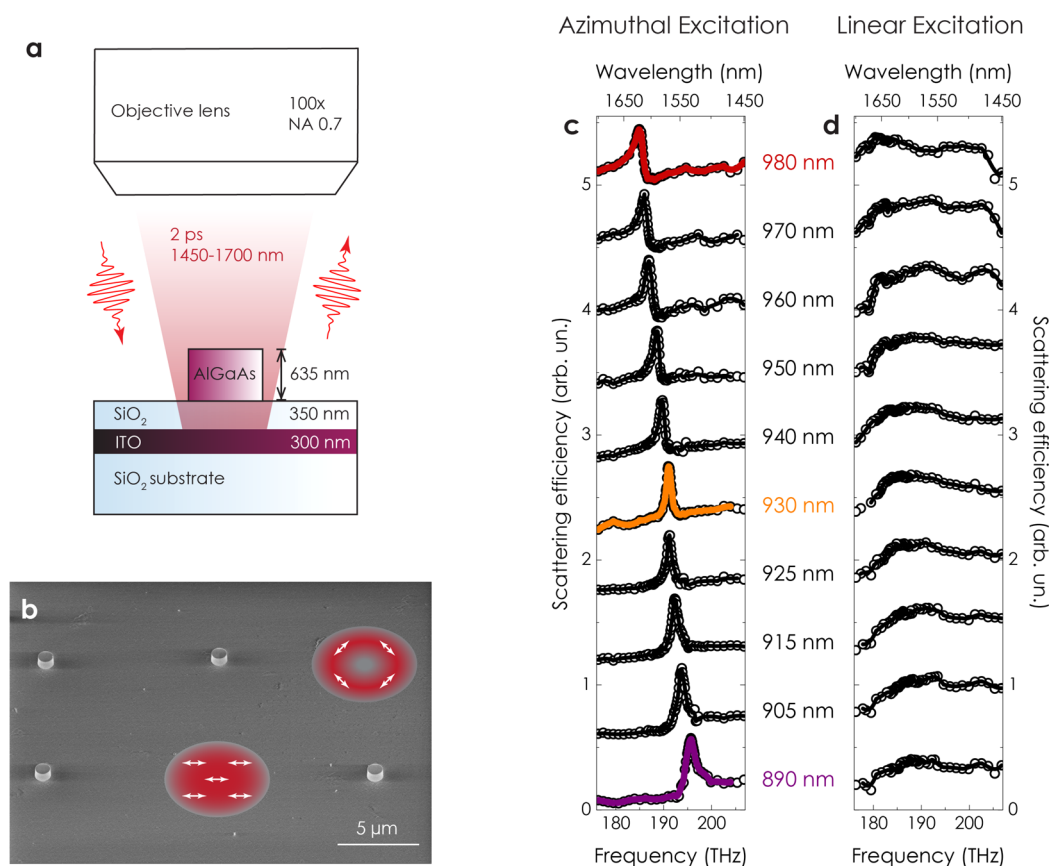 a
Objective lens
100x
NA 0.7
2 ps
1450-1700 nm
AlGaAs
635 nm
SiO2
350 nm
ITO
300 nm
SiO2 substrate
b
5 µm
Azimuthal Excitation
Linear Excitation
Wavelength (nm)
Wavelength (nm)
1650
1550
1450
1650
1550
1450
c
d
980 nm
970 nm
960 nm
950 nm
940 nm
930 nm
925 nm
915 nm
905 nm
890 nm
Scattering efficiency (arb. un.)
5
4
3
2
1
0
Scattering efficiency (arb. un.)
5
4
3
2
1
0
180
190
200
180
190
200
Frequency (THz)
Frequency (THz)